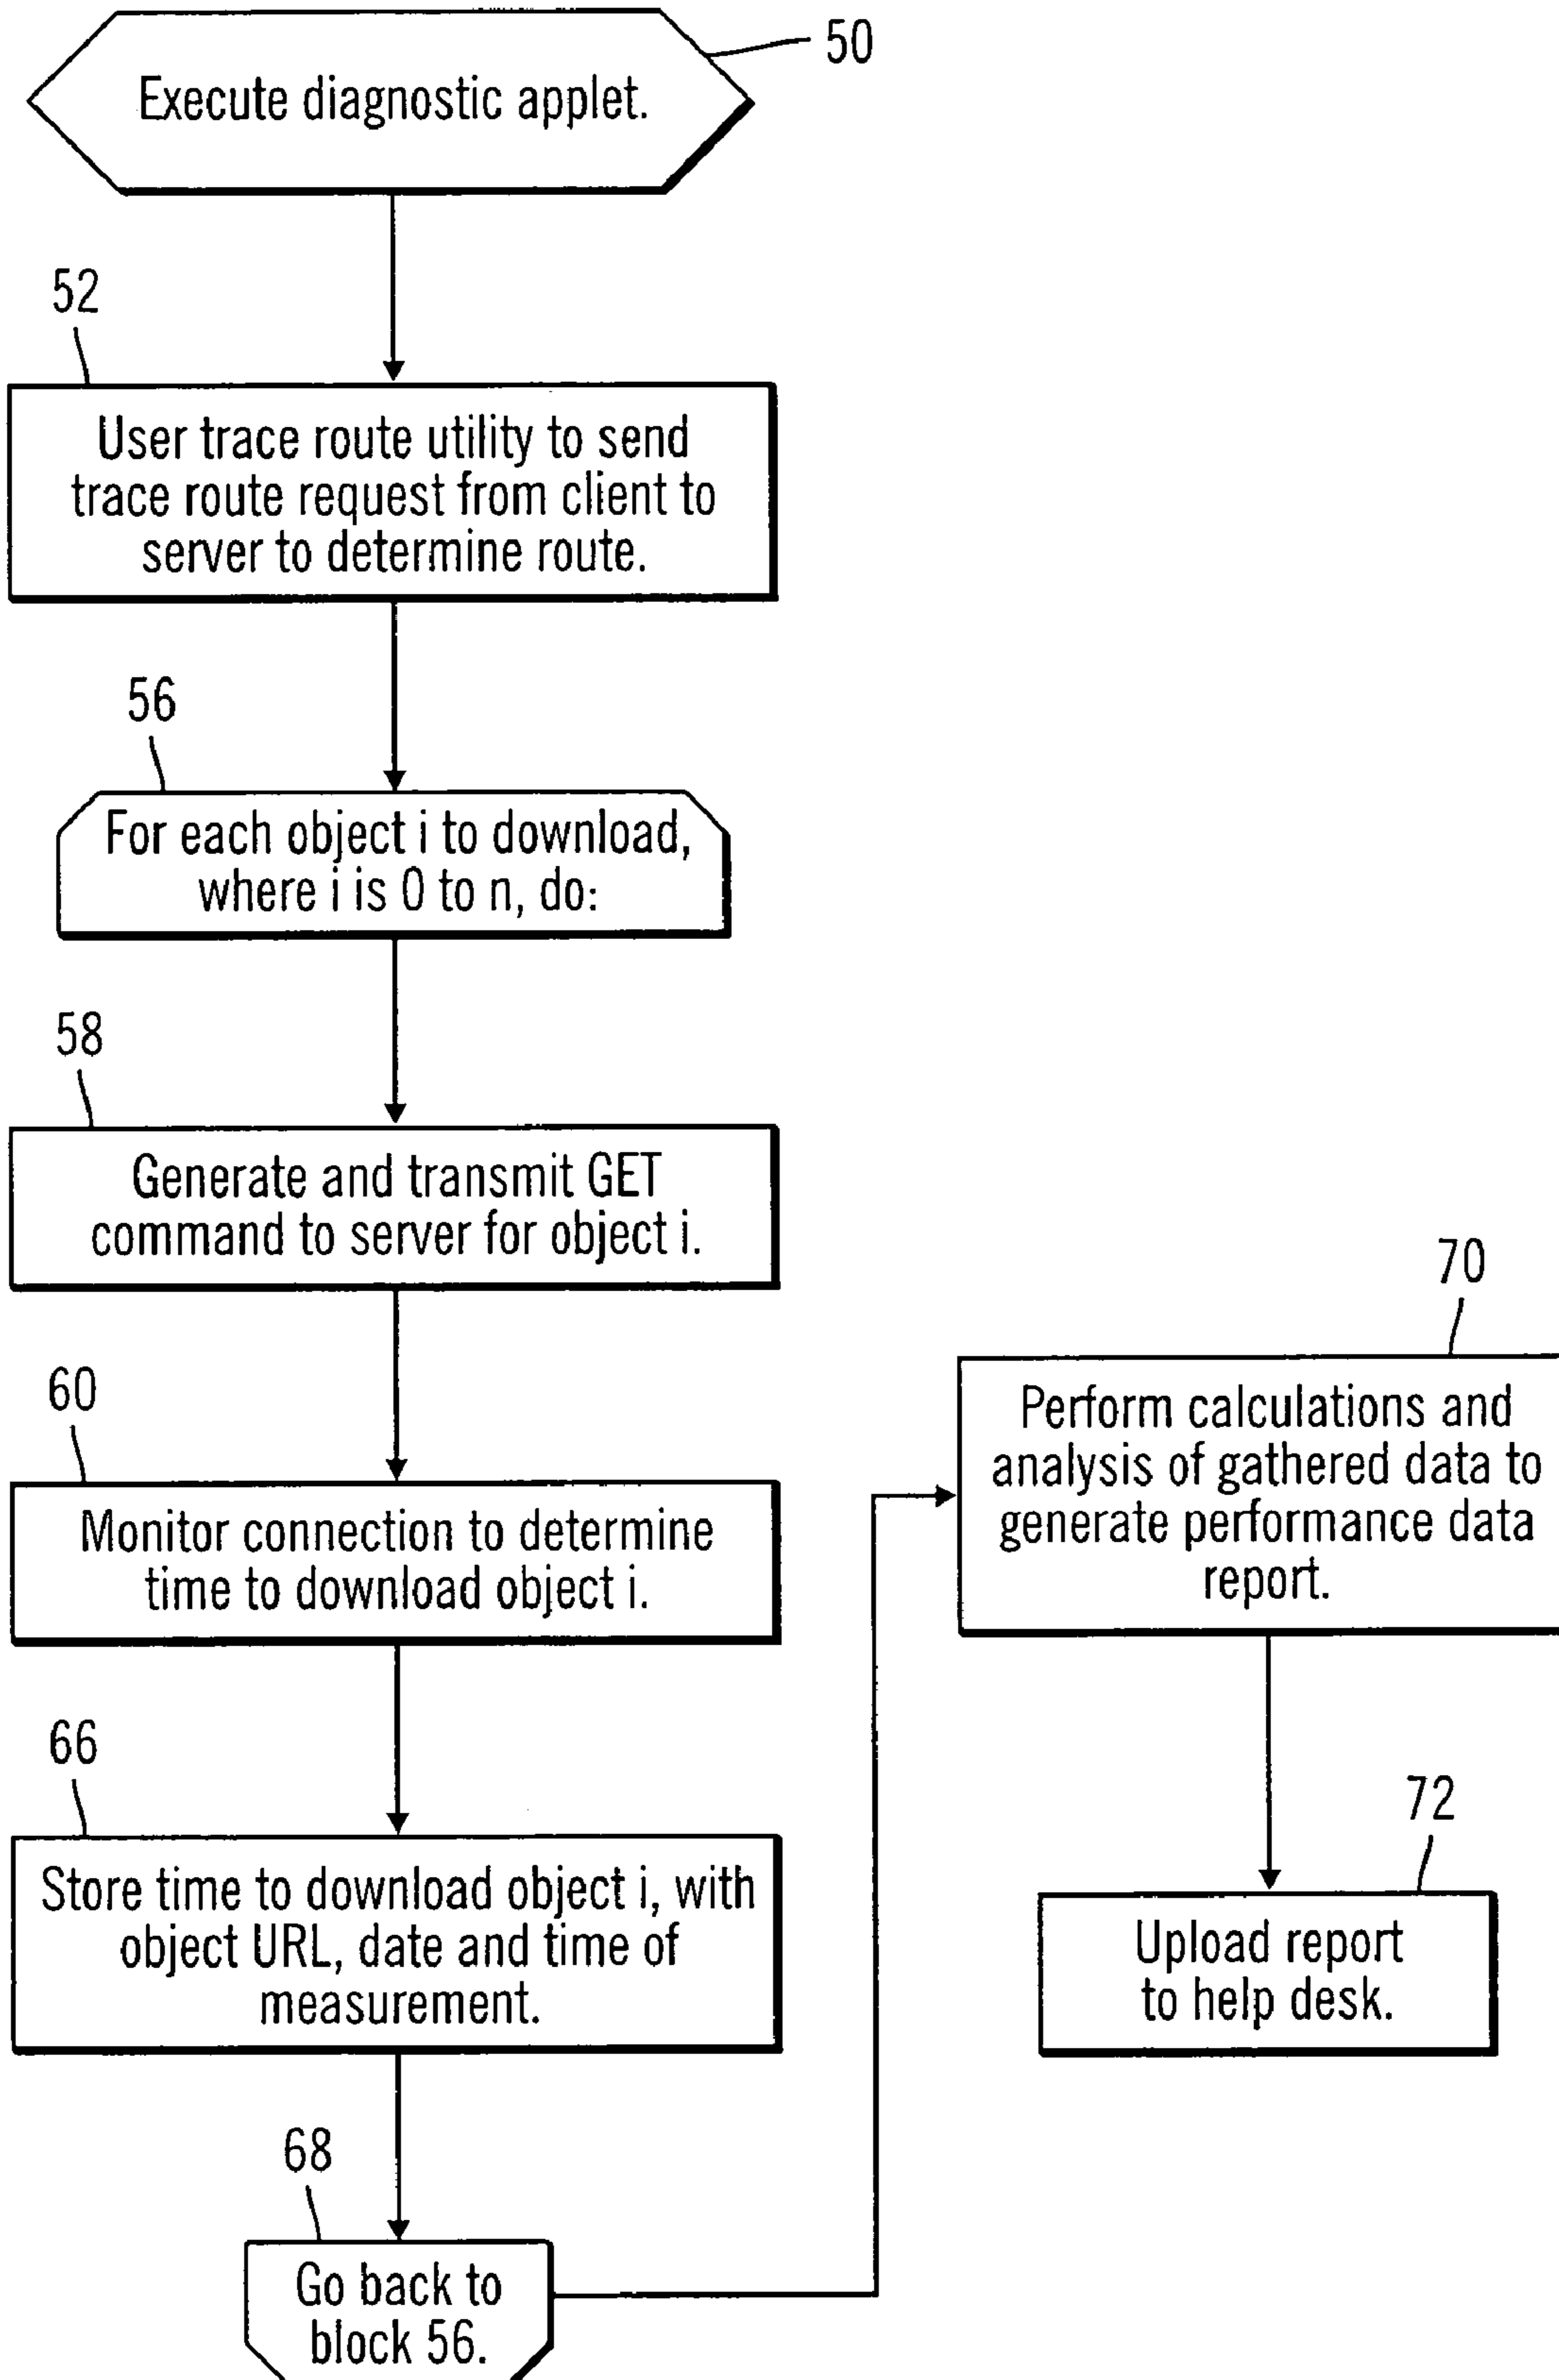 50
Execute diagnostic applet.
52
User trace route utility to send
trace route request from client to
server to determine route.
56
For each object i to download,
where i is 0 to n, do:
58
Generate and transmit GET
command to server for object i.
60
Monitor connection to determine
time to download object i.
66
Store time to download object i, with
object URL, date and time of
measurement.
68
Go back to
block 56.
70
Perform calculations and
analysis of gathered data to
generate performance data
report.
72
Upload report
to help desk.